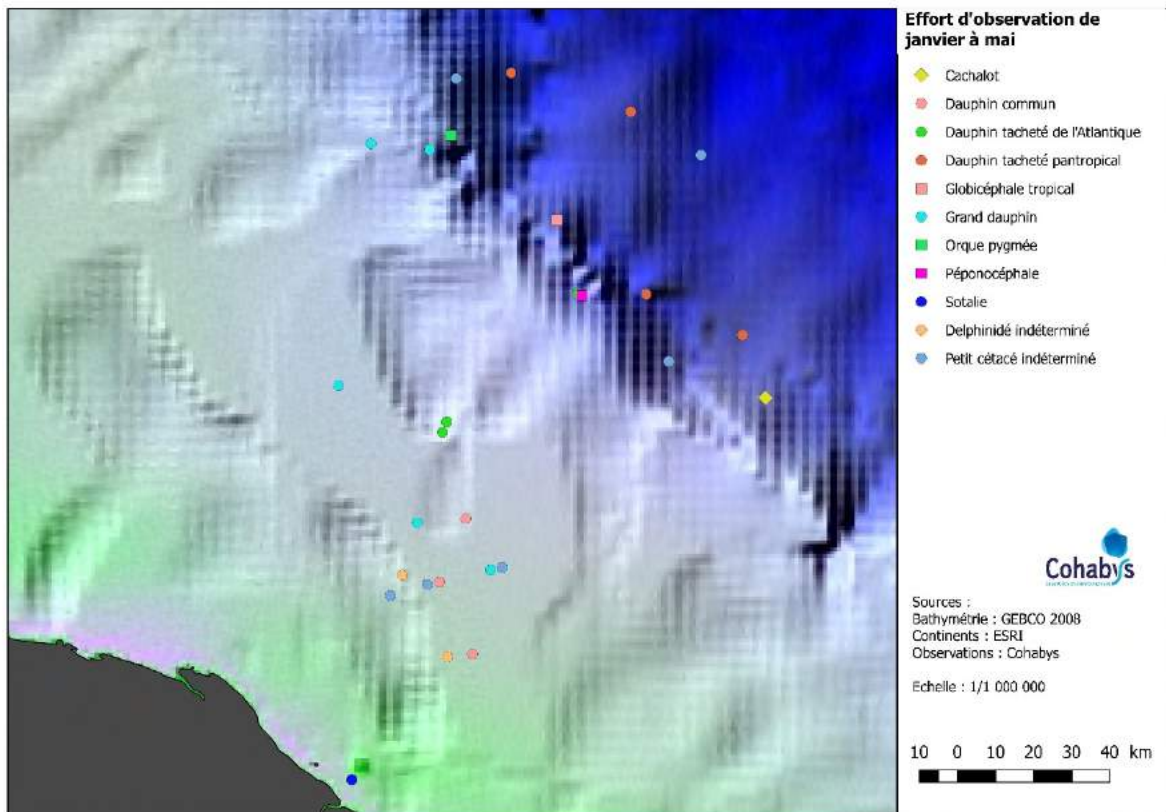 Effort d'observation de
janvier à mai
Cachalot
Dauphin commun
Dauphin tacheté de l'Atlantique
Dauphin tacheté pantropical
Globicéphale tropical
Grand dauphin
Orque pygmée
Péponocéphale
Sotalie
Delphinidé indéterminé
Petit cétacé indéterminé
Cohabys
Sources :
Bathymétrie : GEBCO 2008
Continents : ESRI
Observations : Cohabys
Echelle : 1/1 000 000
10 0 10 20 30 40 km